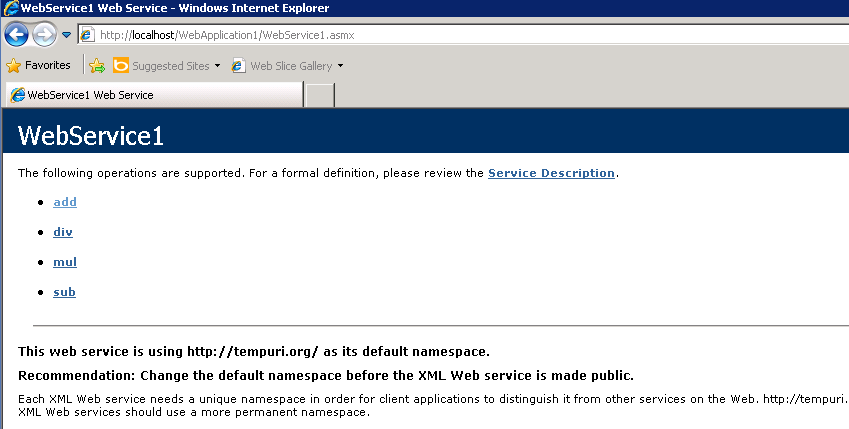 WebService1 Web Service - Windows Internet Explorer
http://localhost/WebApplication1/WebService1.asmx
Favorites Suggested Sites Web Slice Gallery
WebService1 Web Service
WebService1
The following operations are supported. For a formal definition, please review the Service Description.
add
div
mul
sub
This web service is using http://tempuri.org/ as its default namespace.
Recommendation: Change the default namespace before the XML Web service is made public.
Each XML Web service needs a unique namespace in order for client applications to distinguish it from other services on the Web. http://tempuri.
XML Web services should use a more permanent namespace.